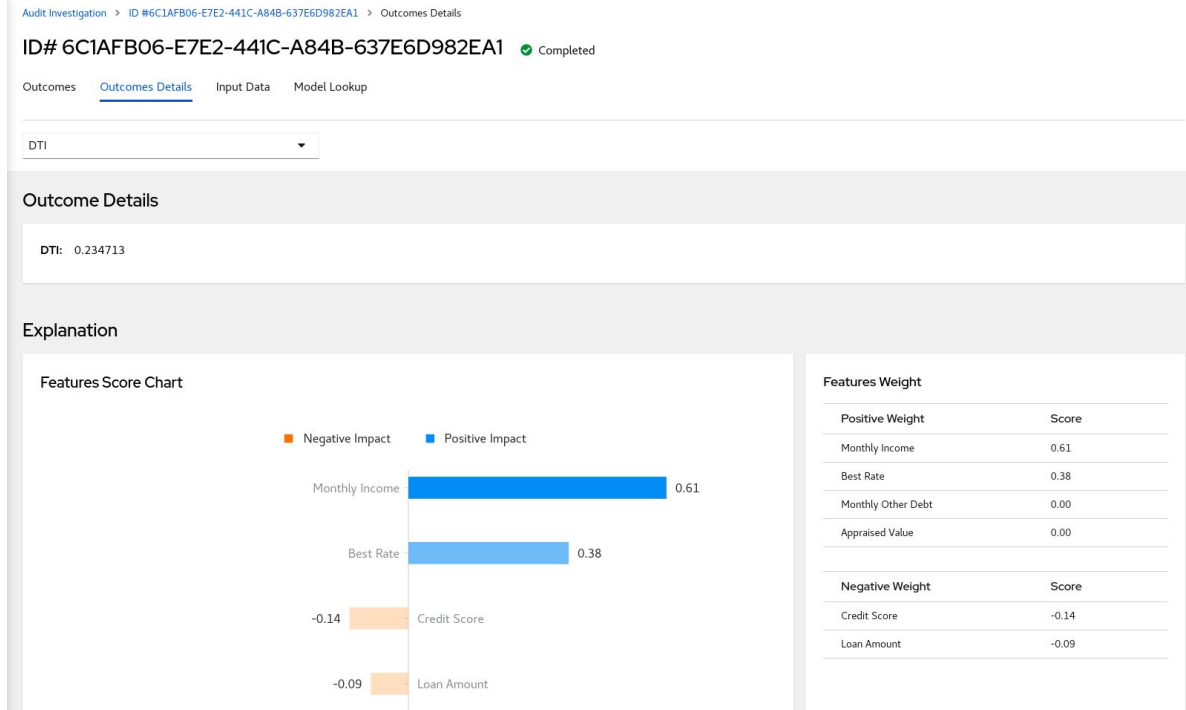 Audit Investigation > ID #6C1AFB06-E7E2-441C-A84B-637E6D982EA1 > Outcomes Details
ID# 6C1AFB06-E7E2-441C-A84B-637E6D982EA1 Completed
Outcomes Outcomes Details Input Data Model Lookup
DTI
Outcome Details
DTI: 0.234713
Explanation
Features Score Chart
Negative Impact Positive Impact
Monthly Income 0.61
Best Rate 0.38
-0.14 Credit Score
-0.09 Loan Amount
Features Weight
Positive Weight Score
Monthly Income 0.61
Best Rate 0.38
Monthly Other Debt 0.00
Appraised Value 0.00
Negative Weight Score
Credit Score -0.14
Loan Amount -0.09